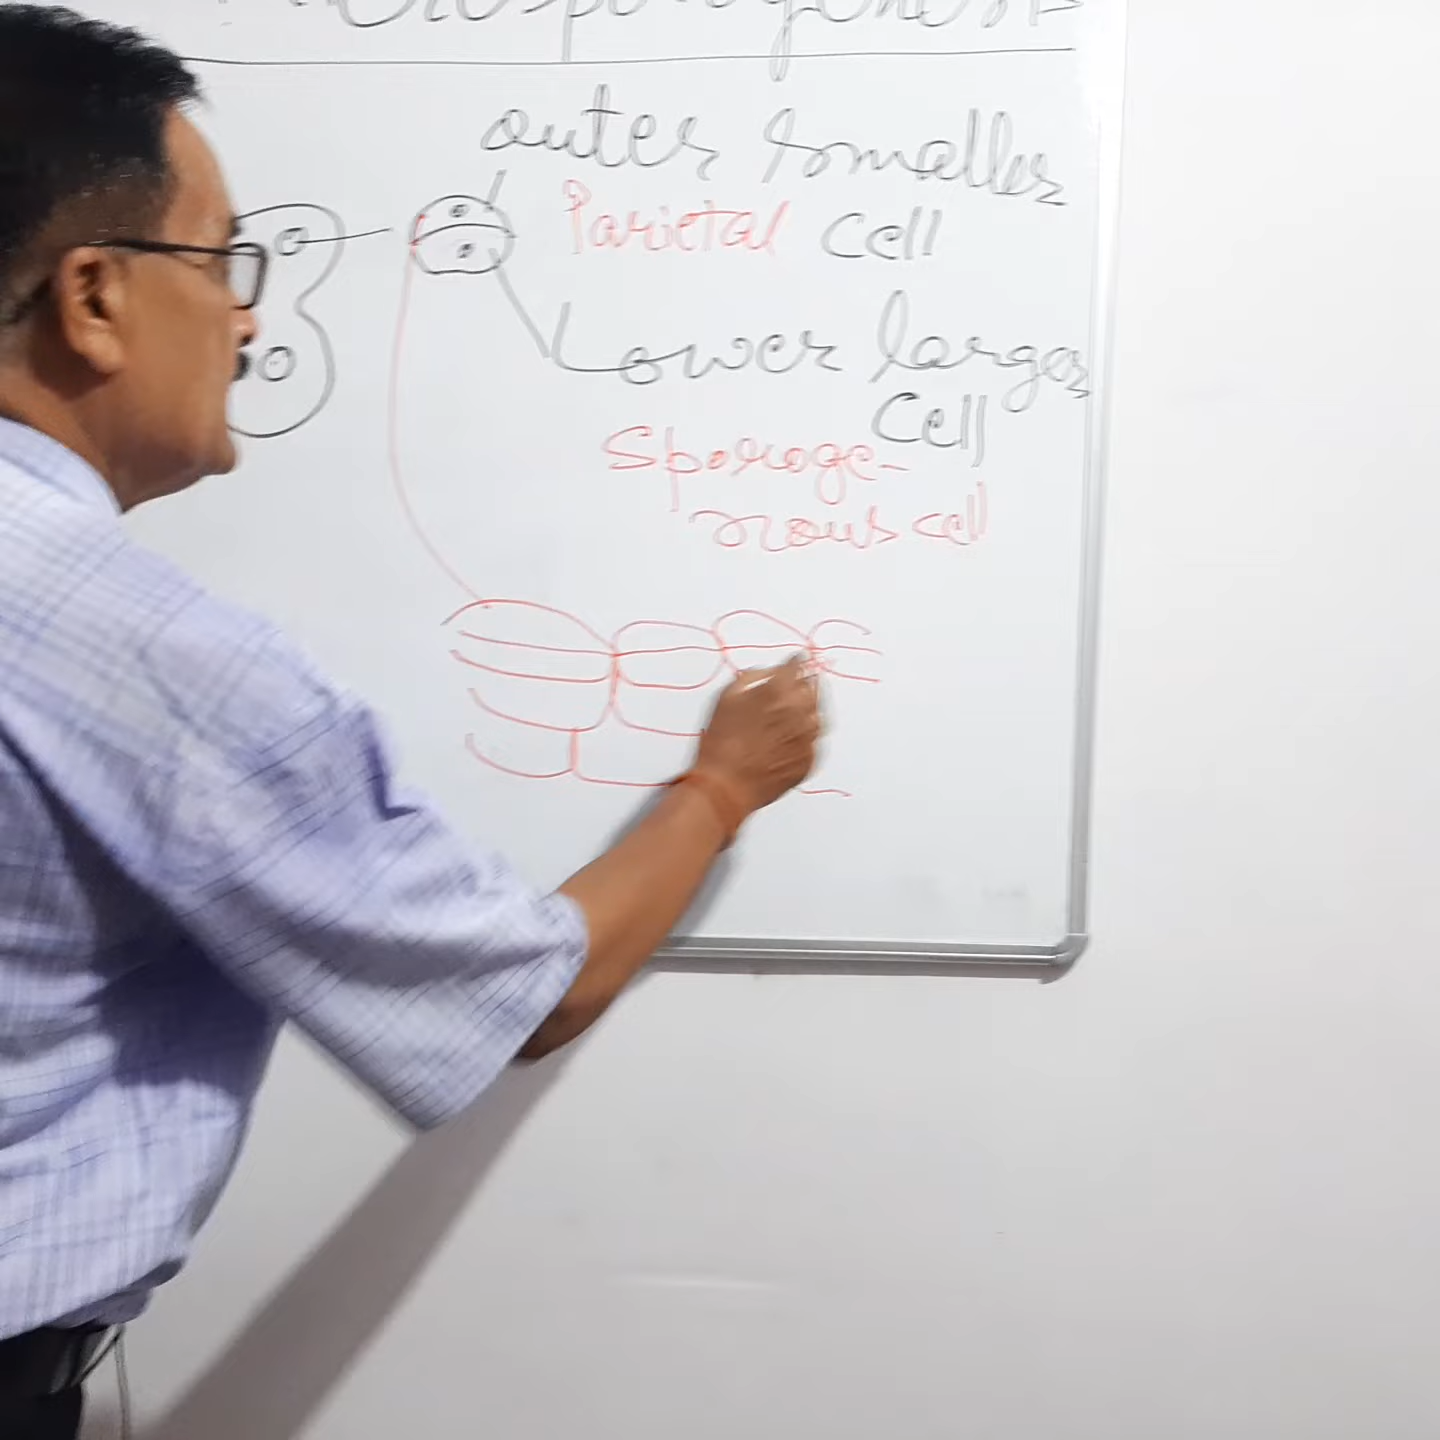 outer smaller
Parietal cell
Lower larger
cell
Sporoge-
nous cell